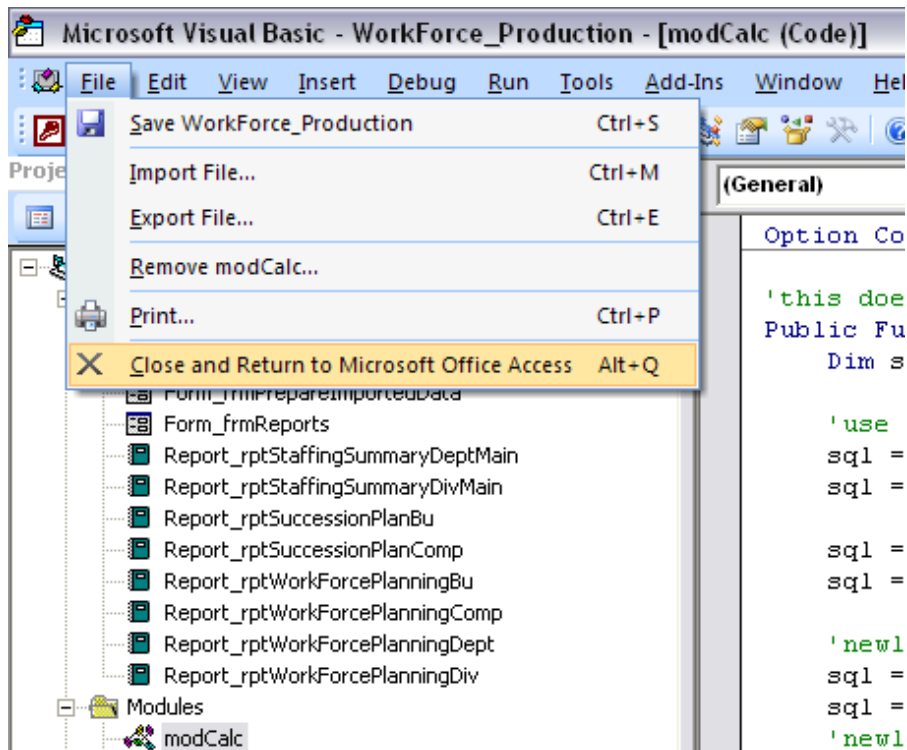 Microsoft Visual Basic - WorkForce_Production - [modCalc (Code)]
File Edit View Insert Debug Run Tools Add-Ins Window Hel
Save WorkForce_Production Ctrl+S
Import File... Ctrl+M
Export File... Ctrl+E
Remove modCalc...
Print... Ctrl+P
Close and Return to Microsoft Office Access Alt+Q
Proje
Form_frmPrepareImportedData
Form_frmReports
Report_rptStaffingSummaryDeptMain
Report_rptStaffingSummaryDivMain
Report_rptSuccessionPlanBu
Report_rptSuccessionPlanComp
Report_rptWorkForcePlanningBu
Report_rptWorkForcePlanningComp
Report_rptWorkForcePlanningDept
Report_rptWorkForcePlanningDiv
Modules
modCalc
(General)
Option Co
'this doe
Public Fu
Dim s
'use
sql =
sql =
sql =
sql =
'newl
sql =
sql =
'newl